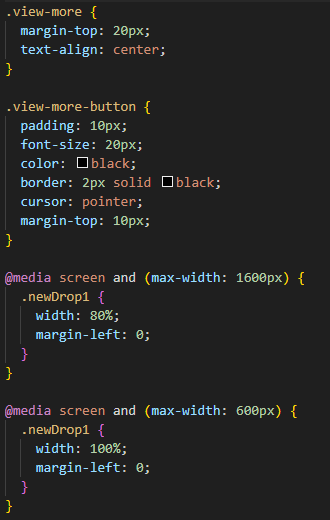 .view-more {
  margin-top: 20px;
  text-align: center;
}

.view-more-button {
  padding: 10px;
  font-size: 20px;
  color: black;
  border: 2px solid black;
  cursor: pointer;
  margin-top: 10px;
}

@media screen and (max-width: 1600px) {
  .newDrop1 {
    width: 80%;
    margin-left: 0;
  }
}

@media screen and (max-width: 600px) {
  .newDrop1 {
    width: 100%;
    margin-left: 0;
  }
}